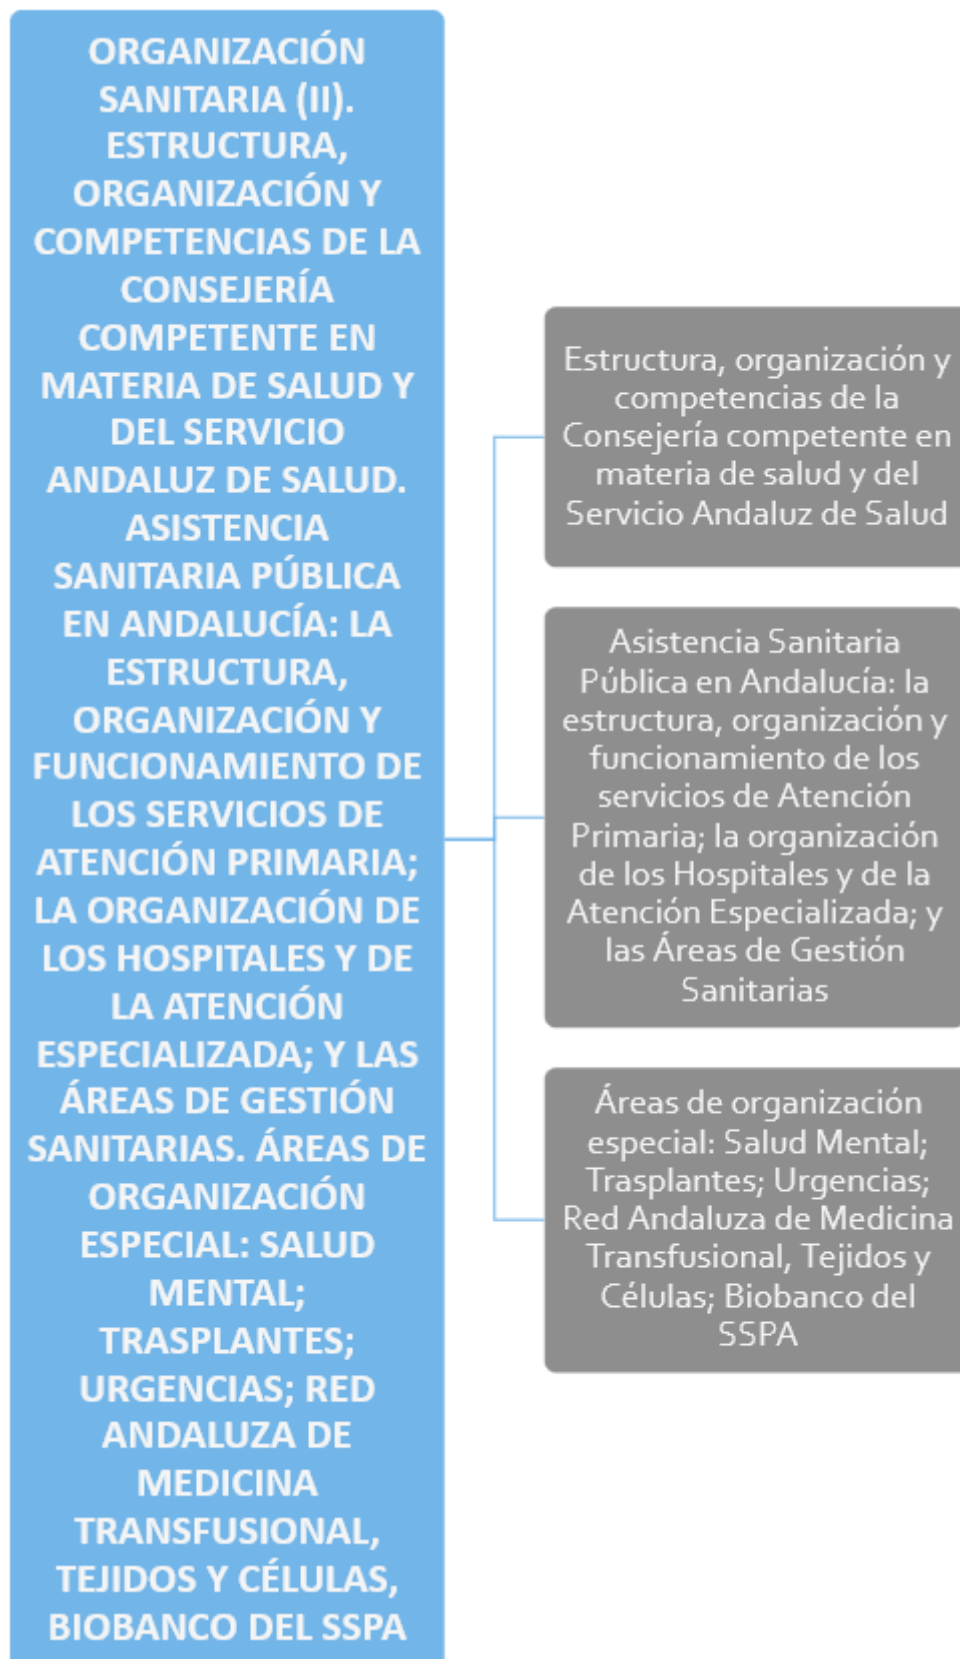 ORGANIZACIÓN
SANITARIA (II).
ESTRUCTURA,
ORGANIZACIÓN Y
COMPETENCIAS DE LA
CONSEJERÍA
COMPETENTE EN
MATERIA DE SALUD Y
DEL SERVICIO
ANDALUZ DE SALUD.
ASISTENCIA
SANITARIA PÚBLICA
EN ANDALUCÍA: LA
ESTRUCTURA,
ORGANIZACIÓN Y
FUNCIONAMIENTO DE
LOS SERVICIOS DE
ATENCIÓN PRIMARIA;
LA ORGANIZACIÓN DE
LOS HOSPITALES Y DE
LA ATENCIÓN
ESPECIALIZADA; Y LAS
ÁREAS DE GESTIÓN
SANITARIAS. ÁREAS DE
ORGANIZACIÓN
ESPECIAL: SALUD
MENTAL;
TRASPLANTES;
URGENCIAS; RED
ANDALUZA DE
MEDICINA
TRANSFUSIONAL,
TEJIDOS Y CÉLULAS,
BIOBANCO DEL SSPA
Estructura, organización y
competencias de la
Consejería competente en
materia de salud y del
Servicio Andaluz de Salud
Asistencia Sanitaria
Pública en Andalucía: la
estructura, organización y
funcionamiento de los
servicios de Atención
Primaria; la organización
de los Hospitales y de la
Atención Especializada; y
las Áreas de Gestión
Sanitarias
Áreas de organización
especial: Salud Mental;
Trasplantes; Urgencias;
Red Andaluza de Medicina
Transfusional, Tejidos y
Células; Biobanco del
SSPA